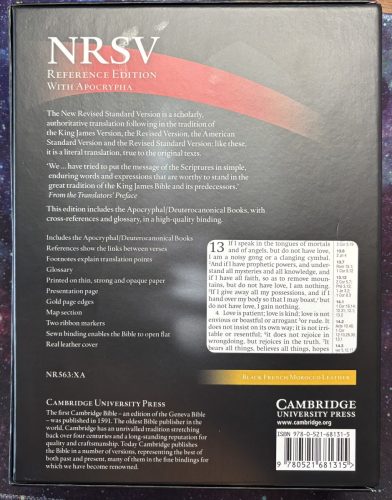 NRSV
REFERENCE EDITION
WITH APOCRYPHA
The New Revised Standard Version is a scholarly,
authoritative translation following in the tradition of
the King James Version, the Revised Version, the American
Standard Version and the Revised Standard Version: like these,
it is a literal translation, true to the original texts.
'We ... have tried to put the message of the Scriptures in simple,
enduring words and expressions that are worthy to stand in the
great tradition of the King James Bible and its predecessors.'
From the Translators' Preface
This edition includes the Apocryphal/Deuterocanonical Books, with
cross-references and glossary, in a high-quality binding.
Includes the Apocryphal/Deuterocanonical Books
References show the links between verses
Footnotes explain translation points
Glossary
Printed on thin, strong and opaque paper
Presentation page
Gold page edges
Map section
Two ribbon markers
Sewn binding enables the Bible to open flat
Real leather cover
13 If I speak in the tongues of mortals
and of angels, but do not have love,
I am a noisy gong or a clanging cymbal.
2 And if I have prophetic powers, and under-
stand all mysteries and all knowledge, and
if I have all faith, so as to remove moun-
tains, but do not have love, I am nothing.
3 If I give away all my possessions, and if I
hand over my body so that I may boast, but
do not have love, I gain nothing.
4 Love is patient; love is kind; love is not
envious or boastful or arrogant 5 or rude. It
does not insist on its own way; it is not irri-
table or resentful; 6 it does not rejoice in
wrongdoing, but rejoices in the truth. 7 It
bears all things, believes all things, hopes
NR563:XA
BLACK FRENCH MOROCCO LEATHER
CAMBRIDGE UNIVERSITY PRESS
The first Cambridge Bible – an edition of the Geneva Bible
– was published in 1591. The oldest Bible publisher in the
world, Cambridge has an unrivalled tradition stretching
back over four centuries and a long-standing reputation for
quality and craftsmanship. Today Cambridge publishes
the Bible in a number of versions, representing the best of
both past and present, many of them in the fine bindings for
which we have become renowned.
CAMBRIDGE
UNIVERSITY PRESS
www.cambridge.org
ISBN 978-0-521-68131-5
9 780521 681315 >